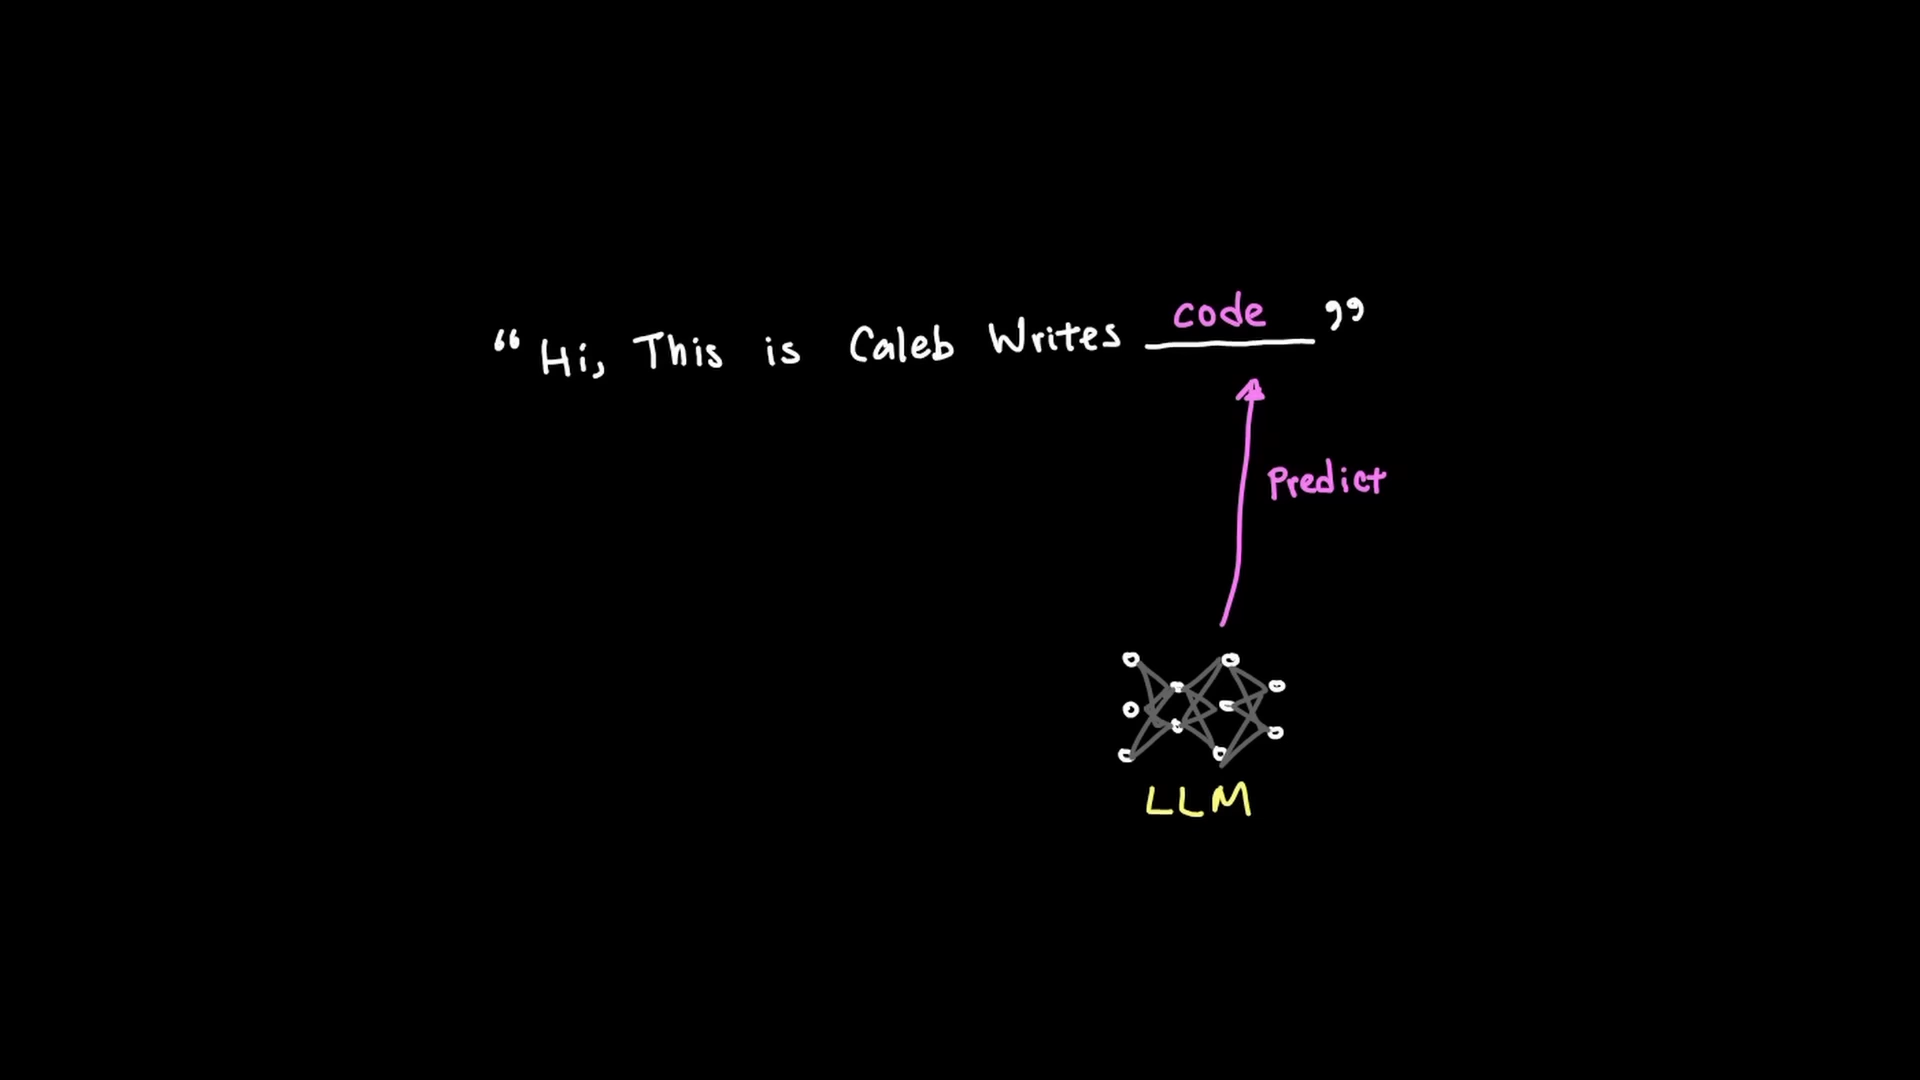 “Hi, This is Caleb Writes code”
Predict
LLM